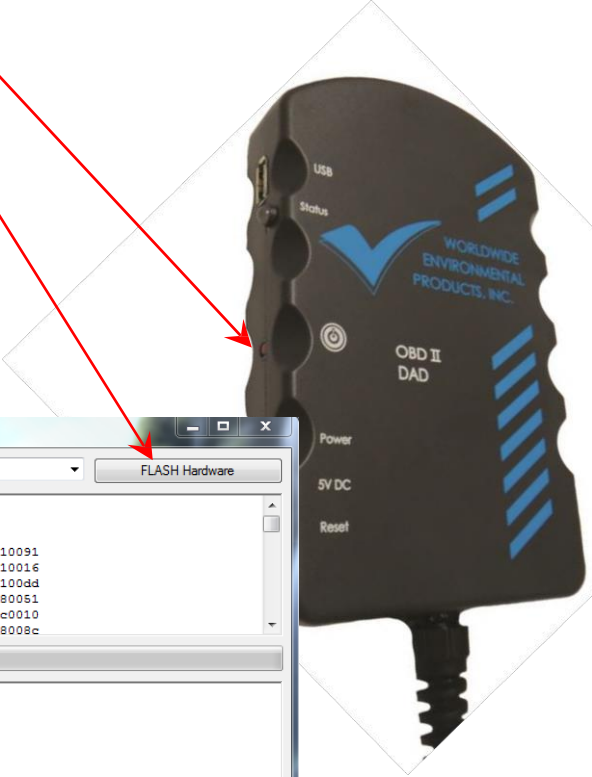 USB
Status
WORLDWIDE
ENVIRONMENTAL
PRODUCTS, INC.
OBD II
DAD
Power
5V DC
Reset
FLASH Hardware
10091
10016
100dd
80051
c0010
8008c